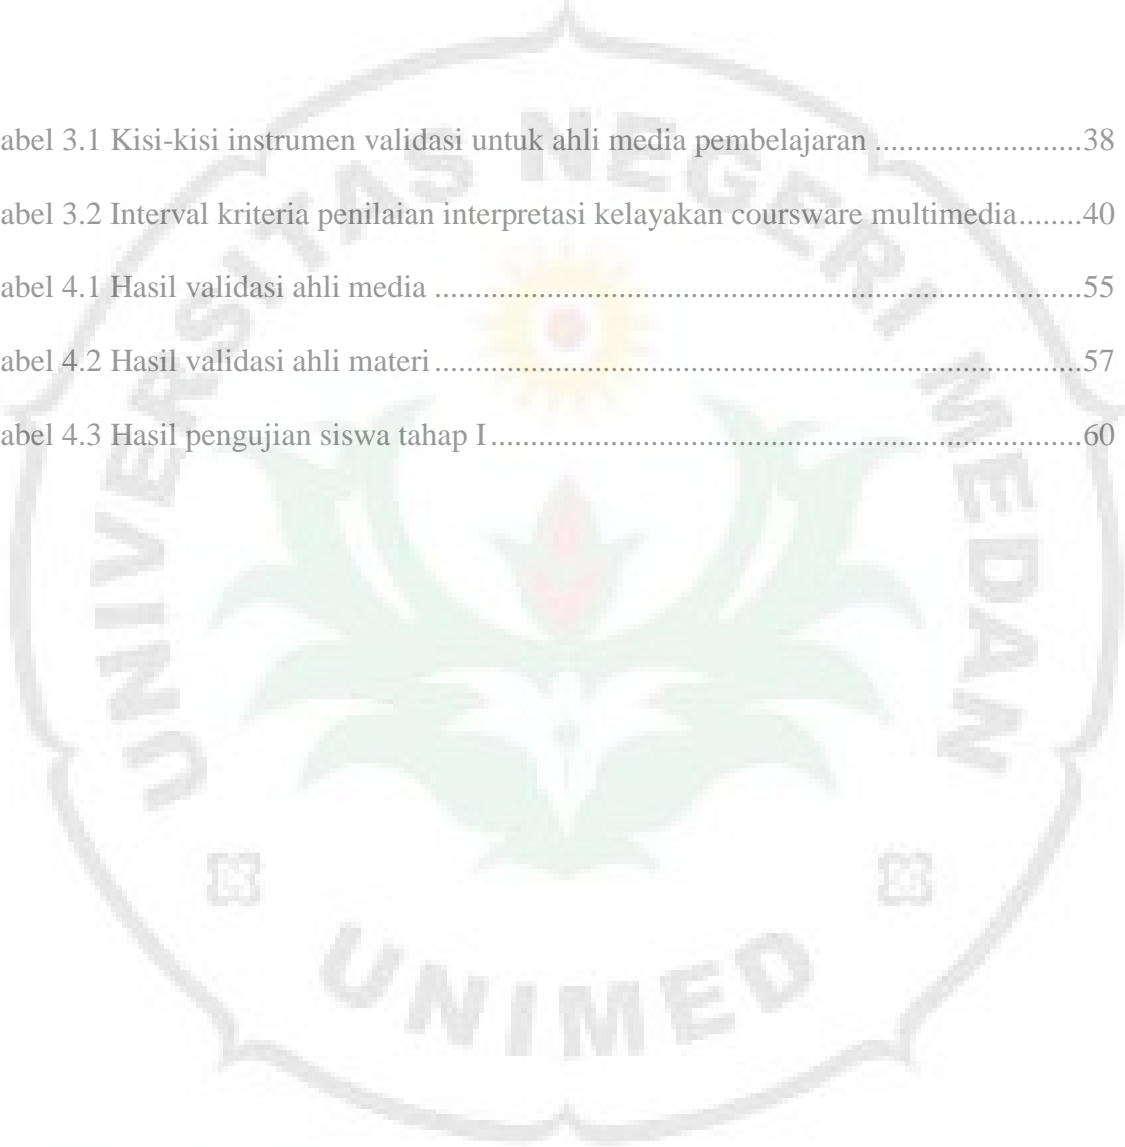 abel 3.1 Kisi-kisi instrumen validasi untuk ahli media pembelajaran ..........................38
abel 3.2 Interval kriteria penilaian interpretasi kelayakan coursware multimedia........40
abel 4.1 Hasil validasi ahli media .................................................................................55
abel 4.2 Hasil validasi ahli materi .................................................................................57
abel 4.3 Hasil pengujian siswa tahap I ..........................................................................60
UNIVERSITAS NEGERI MEDAN
UNIMED